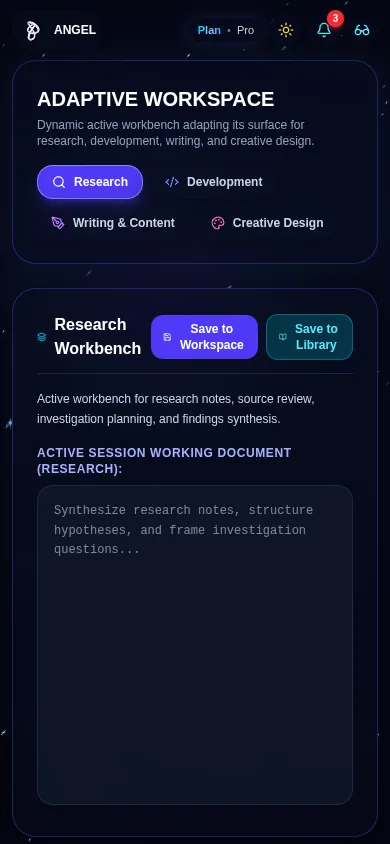 ANGEL
Plan • Pro
3
ADAPTIVE WORKSPACE
Dynamic active workbench adapting its surface for
research, development, writing, and creative design.
Research
Development
Writing & Content
Creative Design
Research
Workbench
Save to
Workspace
Save to
Library
Active workbench for research notes, source review,
investigation planning, and findings synthesis.
ACTIVE SESSION WORKING DOCUMENT
(RESEARCH):
Synthesize research notes, structure
hypotheses, and frame investigation
questions...